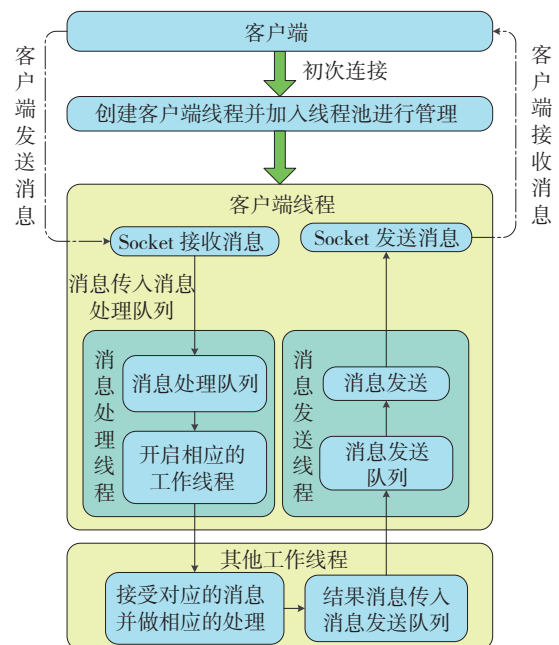 客户端
初次连接
创建客户端线程并加入线程池进行管理
客户端发送消息
客户端接收消息
客户端线程
Socket 接收消息
Socket 发送消息
消息传入消息
处理队列
消息处理线程
消息处理队列
开启相应的
工作线程
消息发送线程
消息发送
消息发送
队列
其他工作线程
接受对应的消息
并做相应的处理
结果消息传入
消息发送队列